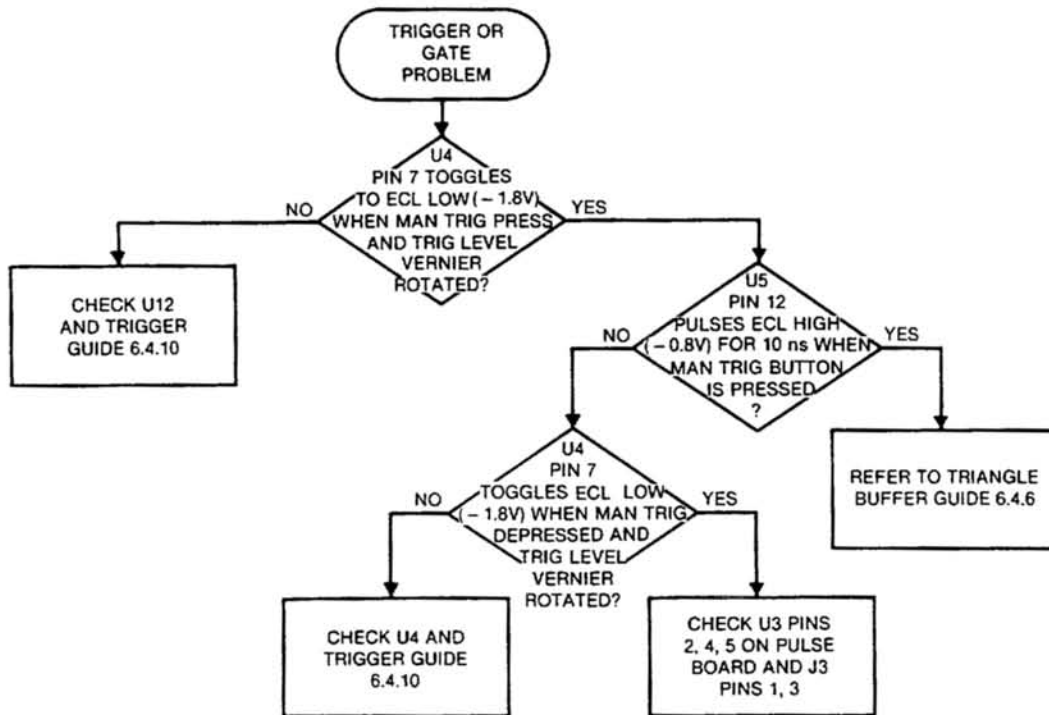 TRIGGER OR
GATE
PROBLEM
U4
PIN 7 TOGGLES
TO ECL LOW (– 1.8V)
WHEN MAN TRIG PRESS
AND TRIG LEVEL
VERNIER
ROTATED?
NO
YES
CHECK U12
AND TRIGGER
GUIDE 6.4.10
U5
PIN 12
PULSES ECL HIGH
(– 0.8V) FOR 10 ns WHEN
MAN TRIG BUTTON
IS PRESSED
?
NO
YES
U4
PIN 7
TOGGLES ECL LOW
(– 1.8V) WHEN MAN TRIG
DEPRESSED AND
TRIG LEVEL
VERNIER
ROTATED?
NO
YES
REFER TO TRIANGLE
BUFFER GUIDE 6.4.6
CHECK U4 AND
TRIGGER GUIDE
6.4.10
CHECK U3 PINS
2, 4, 5 ON PULSE
BOARD AND J3
PINS 1, 3